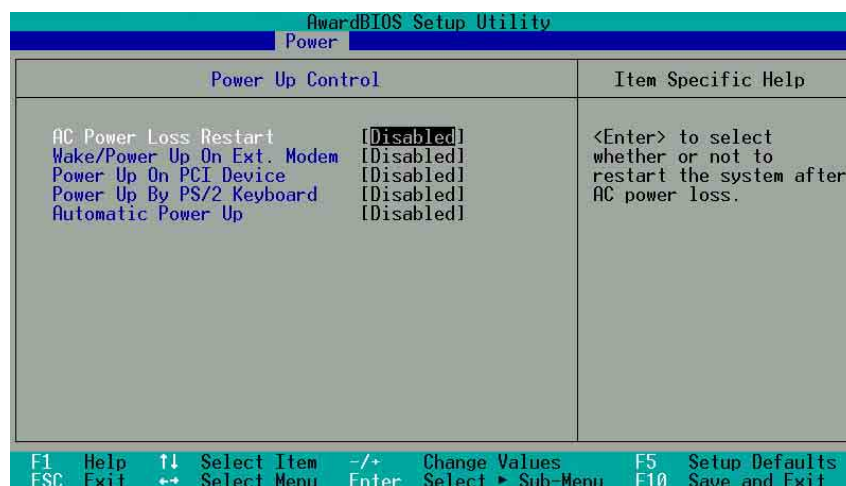 AwardBIOS Setup Utility
Power
Power Up Control
Item Specific Help
AC Power Loss Restart [Disabled]
Wake/Power Up On Ext. Modem [Disabled]
Power Up On PCI Device [Disabled]
Power Up By PS/2 Keyboard [Disabled]
Automatic Power Up [Disabled]
<Enter> to select
whether or not to
restart the system after
AC power loss.
F1 Help ↑↓ Select Item -/+ Change Values F5 Setup Defaults
ESC Exit ←→ Select Menu Enter Select ► Sub-Menu F10 Save and Exit